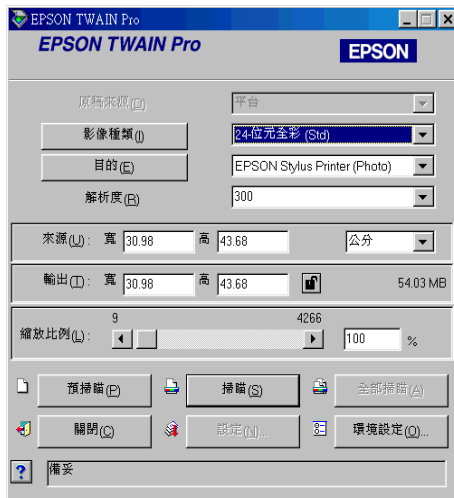 EPSON TWAIN Pro
EPSON TWAIN Pro
EPSON
原稿來源(O) 平台
影像種類(I) 24-位元全彩 (Std)
目的(E) EPSON Stylus Printer (Photo)
解析度(R) 300
來源(U): 寬 30.98 高 43.68 公分
輸出(T): 寬 30.98 高 43.68 54.03 MB
9 4266
縮放比例(L): 100 %
預掃瞄(P) 掃瞄(S) 全部掃瞄(A)
關閉(C) 設定(N)... 環境設定(O)...
備妥